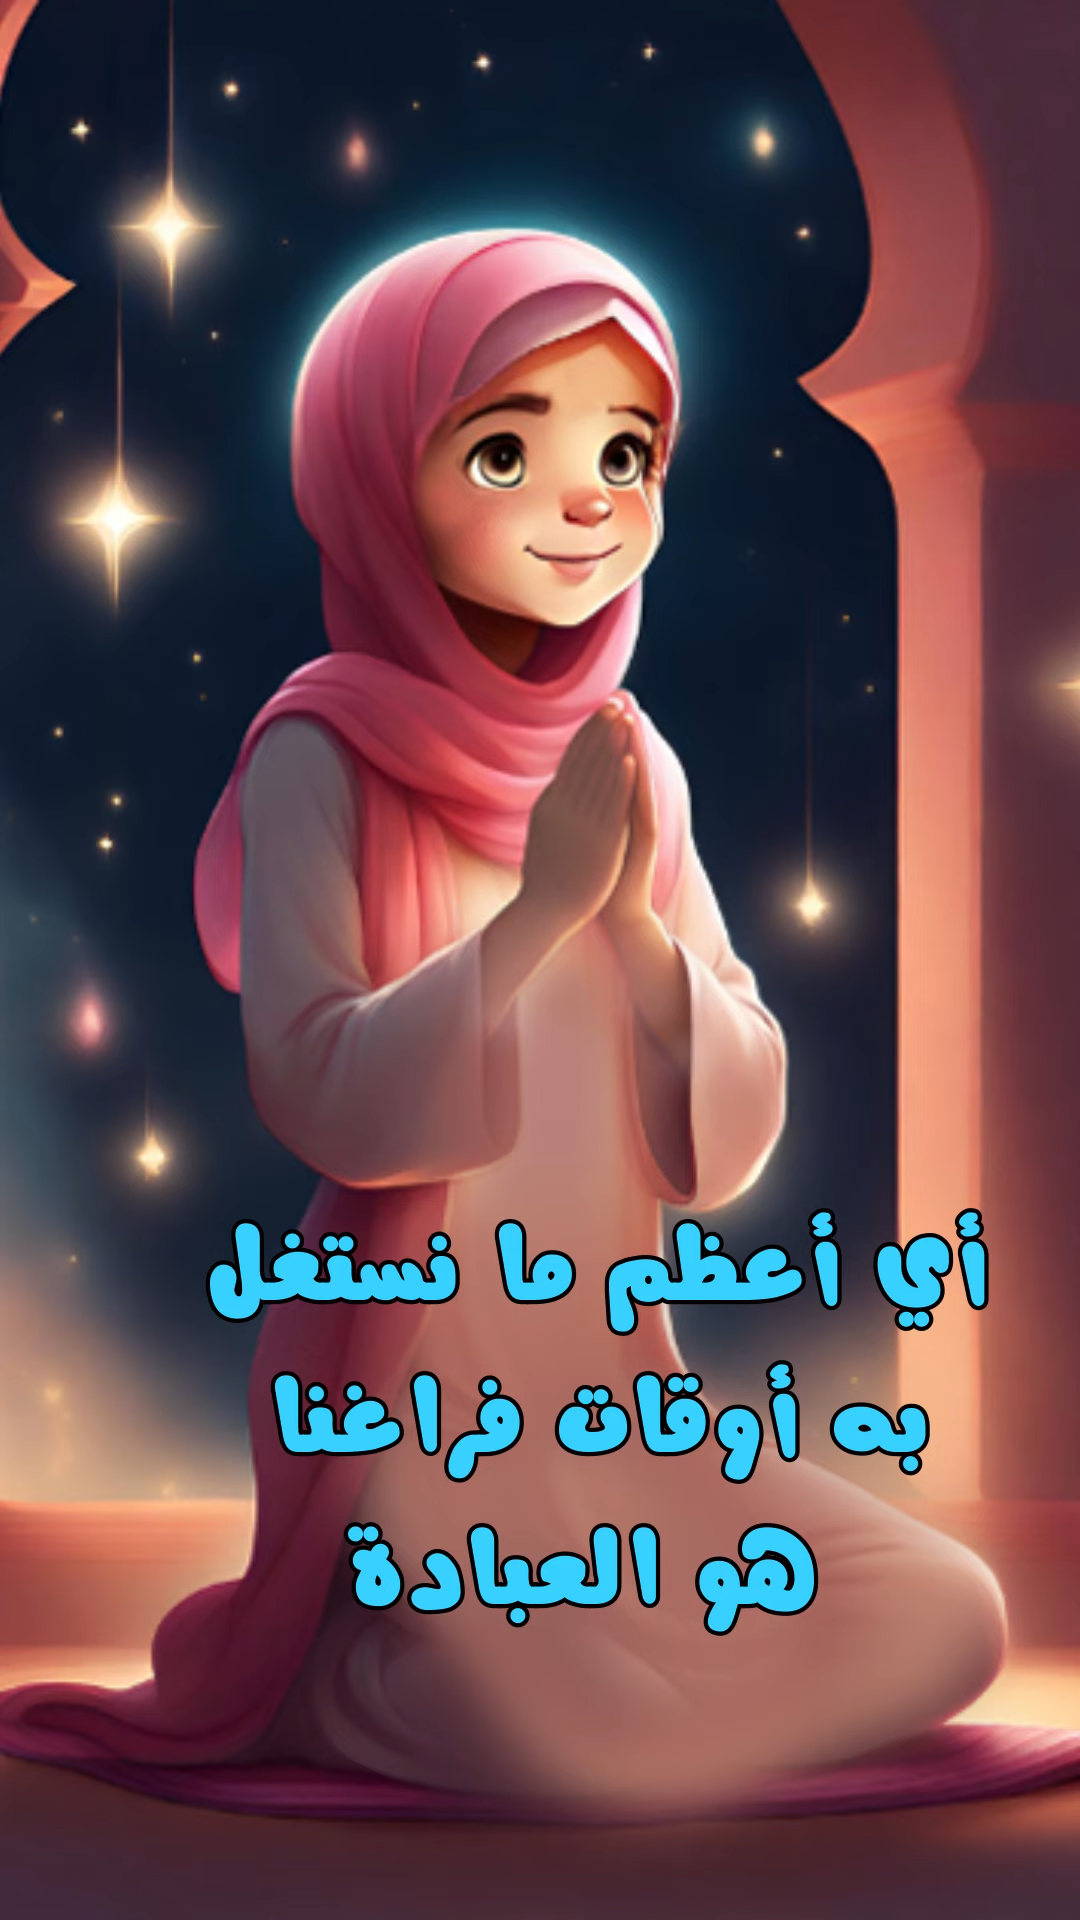 أي أعظم ما نستغل
به أوقات فراغنا
هو العبادة